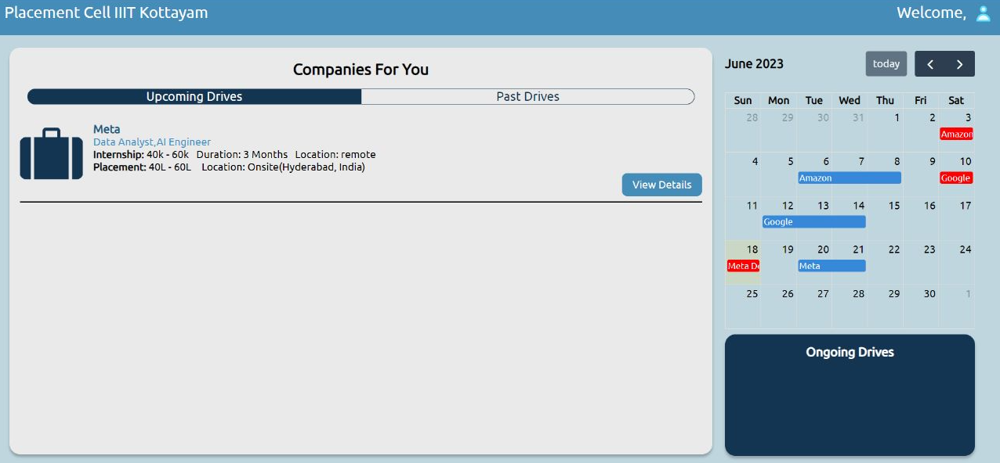 Placement Cell IIIT Kottayam
Welcome,
Companies For You
Upcoming Drives
Past Drives
Meta
Data Analyst,AI Engineer
Internship: 40k - 60k Duration: 3 Months Location: remote
Placement: 40L - 60L Location: Onsite(Hyderabad, India)
View Details
June 2023
today
Sun Mon Tue Wed Thu Fri Sat
28 29 30 31 1 2 3
Amazon
4 5 6 7 8 9 10
Amazon
Google
11 12 13 14 15 16 17
Google
18 19 20 21 22 23 24
Meta De
Meta
25 26 27 28 29 30 1
Ongoing Drives